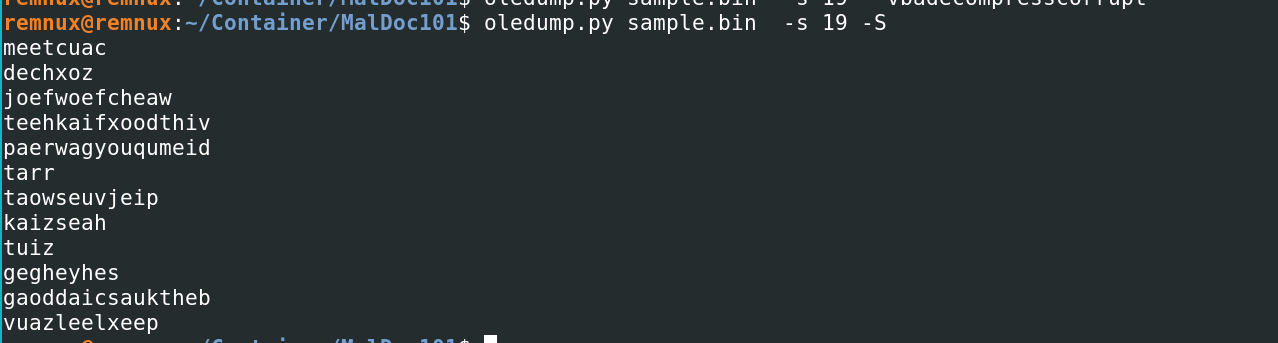 remnux@remnux:~/Container/MalDoc101$ oledump.py sample.bin -s 19 --vbadecompresscorrupt
remnux@remnux:~/Container/MalDoc101$ oledump.py sample.bin  -s 19 -S
meetcuac
dechxoz
joefwoefcheaw
teehkaifxoodthiv
paerwagyouqumeid
tarr
taowseuvjeip
kaizseah
tuiz
gegheyhes
gaoddaicsauktheb
vuazleelxeep
remnux@remnux:~/Container/MalDoc101$